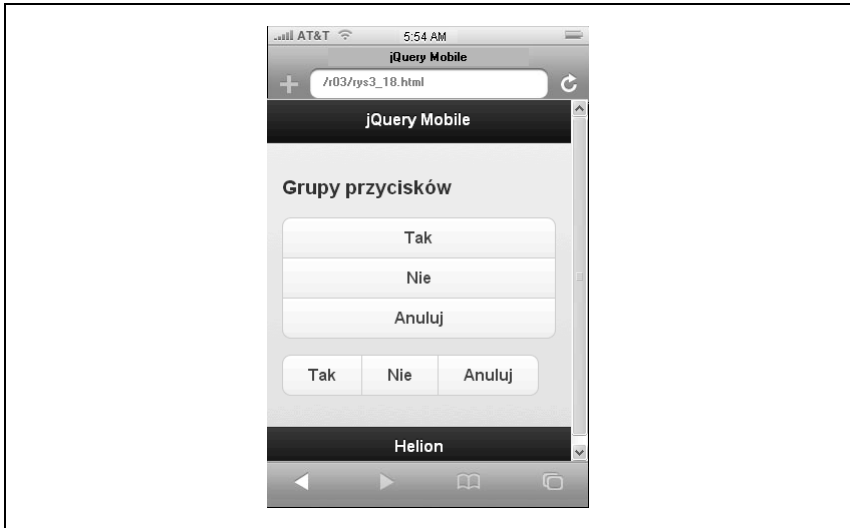 AT&T 5:54 AM
jQuery Mobile
/r03/rys3_18.html
jQuery Mobile
Grupy przycisków
Tak
Nie
Anuluj
Tak Nie Anuluj
Helion